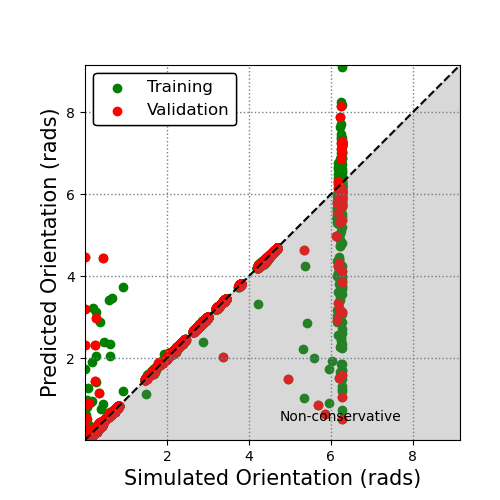 Training
Validation
Predicted Orientation (rads)
8
6
4
2
Non-conservative
2
4
6
8
Simulated Orientation (rads)